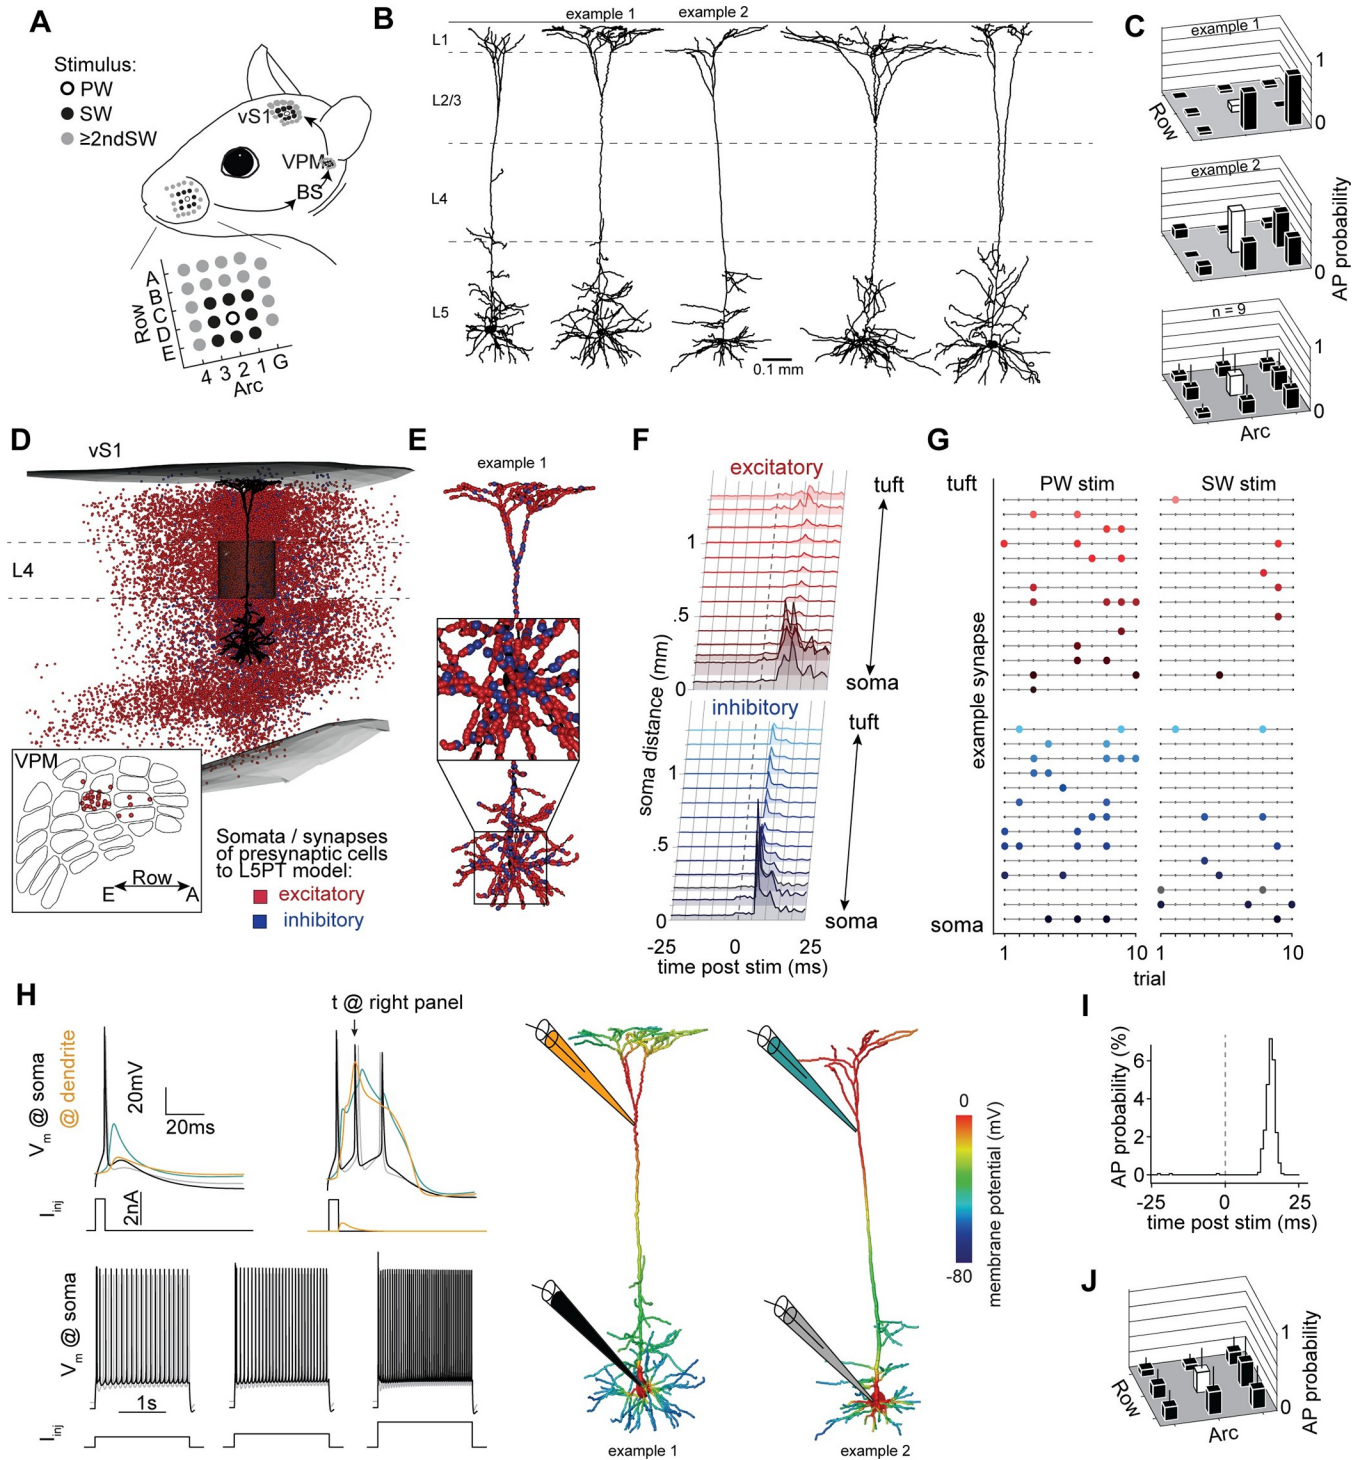 A
Stimulus:
PW
SW
≥2ndSW
vS1
VPM
BS
Row
A
B
C
D
E
4 3 2 1 G
Arc
B
example 1 example 2
L1
L2/3
L4
L5
0.1 mm
C
example 1
1
0
Row
example 2
1
0
AP probability
n = 9
1
0
Arc
D
vS1
L4
VPM
Row
E A
Somata / synapses
of presynaptic cells
to L5PT model:
excitatory
inhibitory
E
example 1
F
excitatory
tuft
1
.5
0
soma
inhibitory
tuft
1
.5
0
soma
soma distance (mm)
-25 0 25
time post stim (ms)
G
tuft PW stim SW stim
example synapse
soma
1 10 1 10
trial
H
t @ right panel
Vm @ soma
@ dendrite
20mV
20ms
Iinj
2nA
Vm @ soma
1s
Iinj
example 1 example 2
0
-80
membrane potential (mV)
I
AP probability (%)
6
4
2
0
-25 0 25
time post stim (ms)
J
1
0
AP probability
Row
Arc